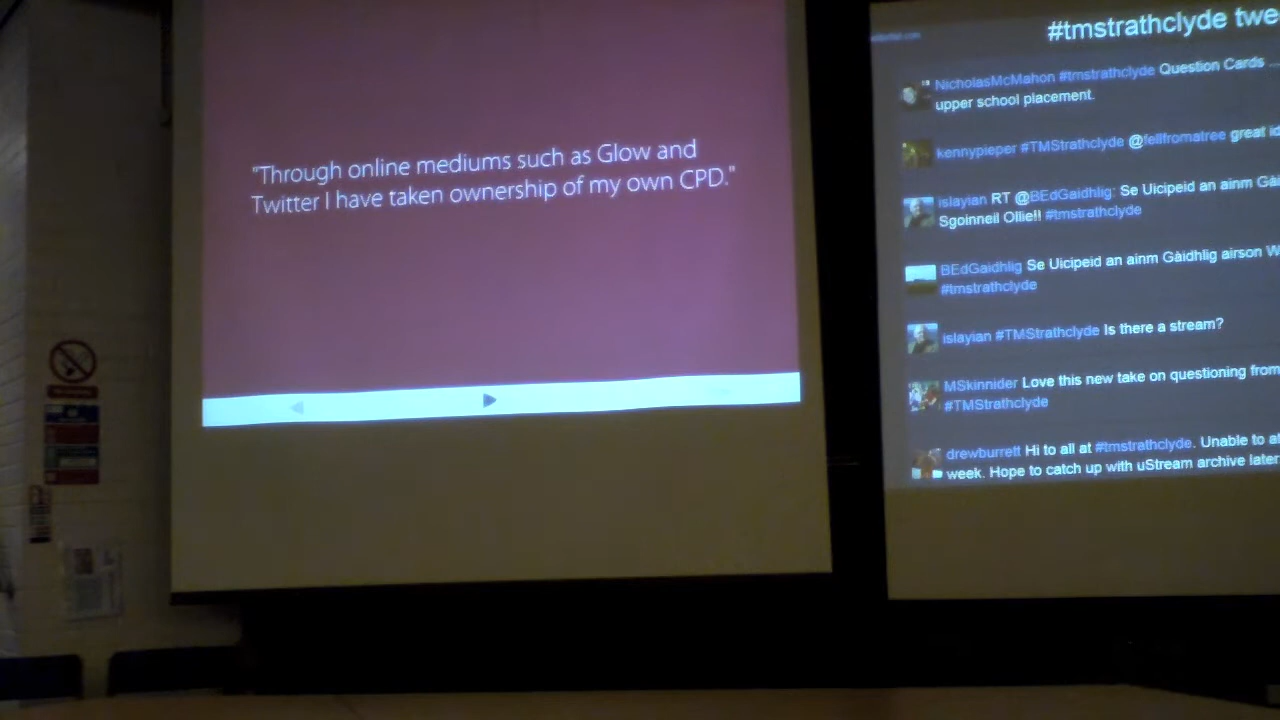 "Through online mediums such as Glow and
Twitter I have taken ownership of my own CPD."
#tmstrathclyde twe
NicholasMcMahon #tmstrathclyde Question Cards ...
upper school placement.
kennypieper #TMStrathclyde @fellfromatree great id
islayian RT @BEdGaidhlig: Se Uicipeid an ainm Gài
Sgoinneil Ollie!! #tmstrathclyde
BEdGaidhlig Se Uicipeid an ainm Gàidhlig airson W
#tmstrathclyde
islayian #TMStrathclyde Is there a stream?
MSkinnider Love this new take on questioning from
#TMStrathclyde
drewburrett Hi to all at #tmstrathclyde. Unable to at
week. Hope to catch up with uStream archive later